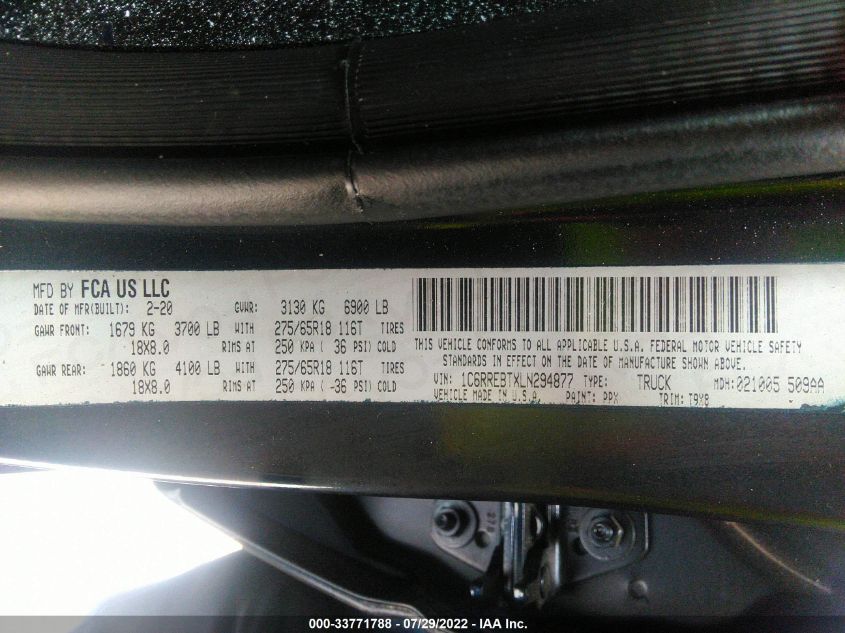 MFD BY FCA US LLC
DATE OF MFR(BUILT): 2-20 GVWR: 3130 KG 6900 LB
GAWR FRONT: 1679 KG 3700 LB WITH 275/65R18 116T TIRES
18X8.0 RIMS AT 250 KPA ( 36 PSI) COLD
GAWR REAR: 1860 KG 4100 LB WITH 275/65R18 116T TIRES
18X8.0 RIMS AT 250 KPA ( 36 PSI) COLD
THIS VEHICLE CONFORMS TO ALL APPLICABLE U.S.A. FEDERAL MOTOR VEHICLE SAFETY
STANDARDS IN EFFECT ON THE DATE OF MANUFACTURE SHOWN ABOVE.
VIN: 1C6RREBTXLN294877 TYPE: TRUCK MDH:021005 509AA
VEHICLE MADE IN U.S.A. PAINT: PPX TRIM: T9X8
000-33771788 - 07/29/2022 - IAA Inc.